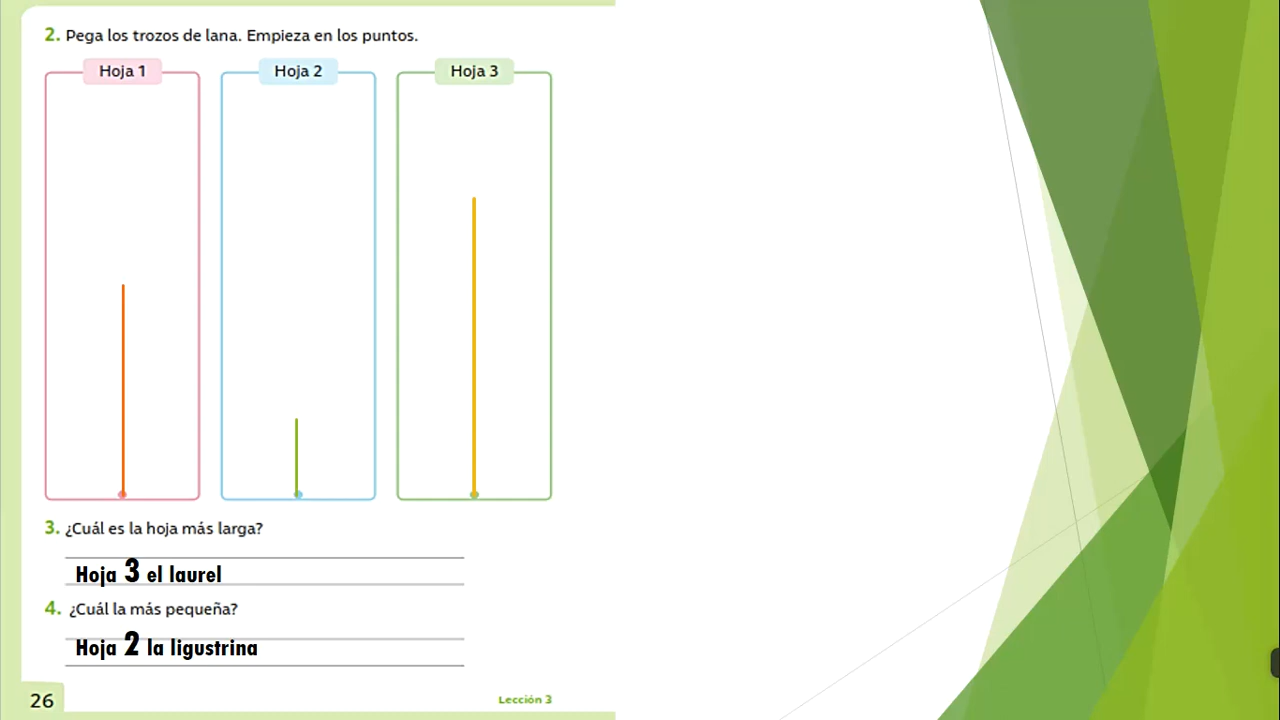 2. Pega los trozos de lana. Empieza en los puntos.
Hoja 1
Hoja 2
Hoja 3
3. ¿Cuál es la hoja más larga?
Hoja 3 el laurel
4. ¿Cuál la más pequeña?
Hoja 2 la ligustrina
26
Lección 3